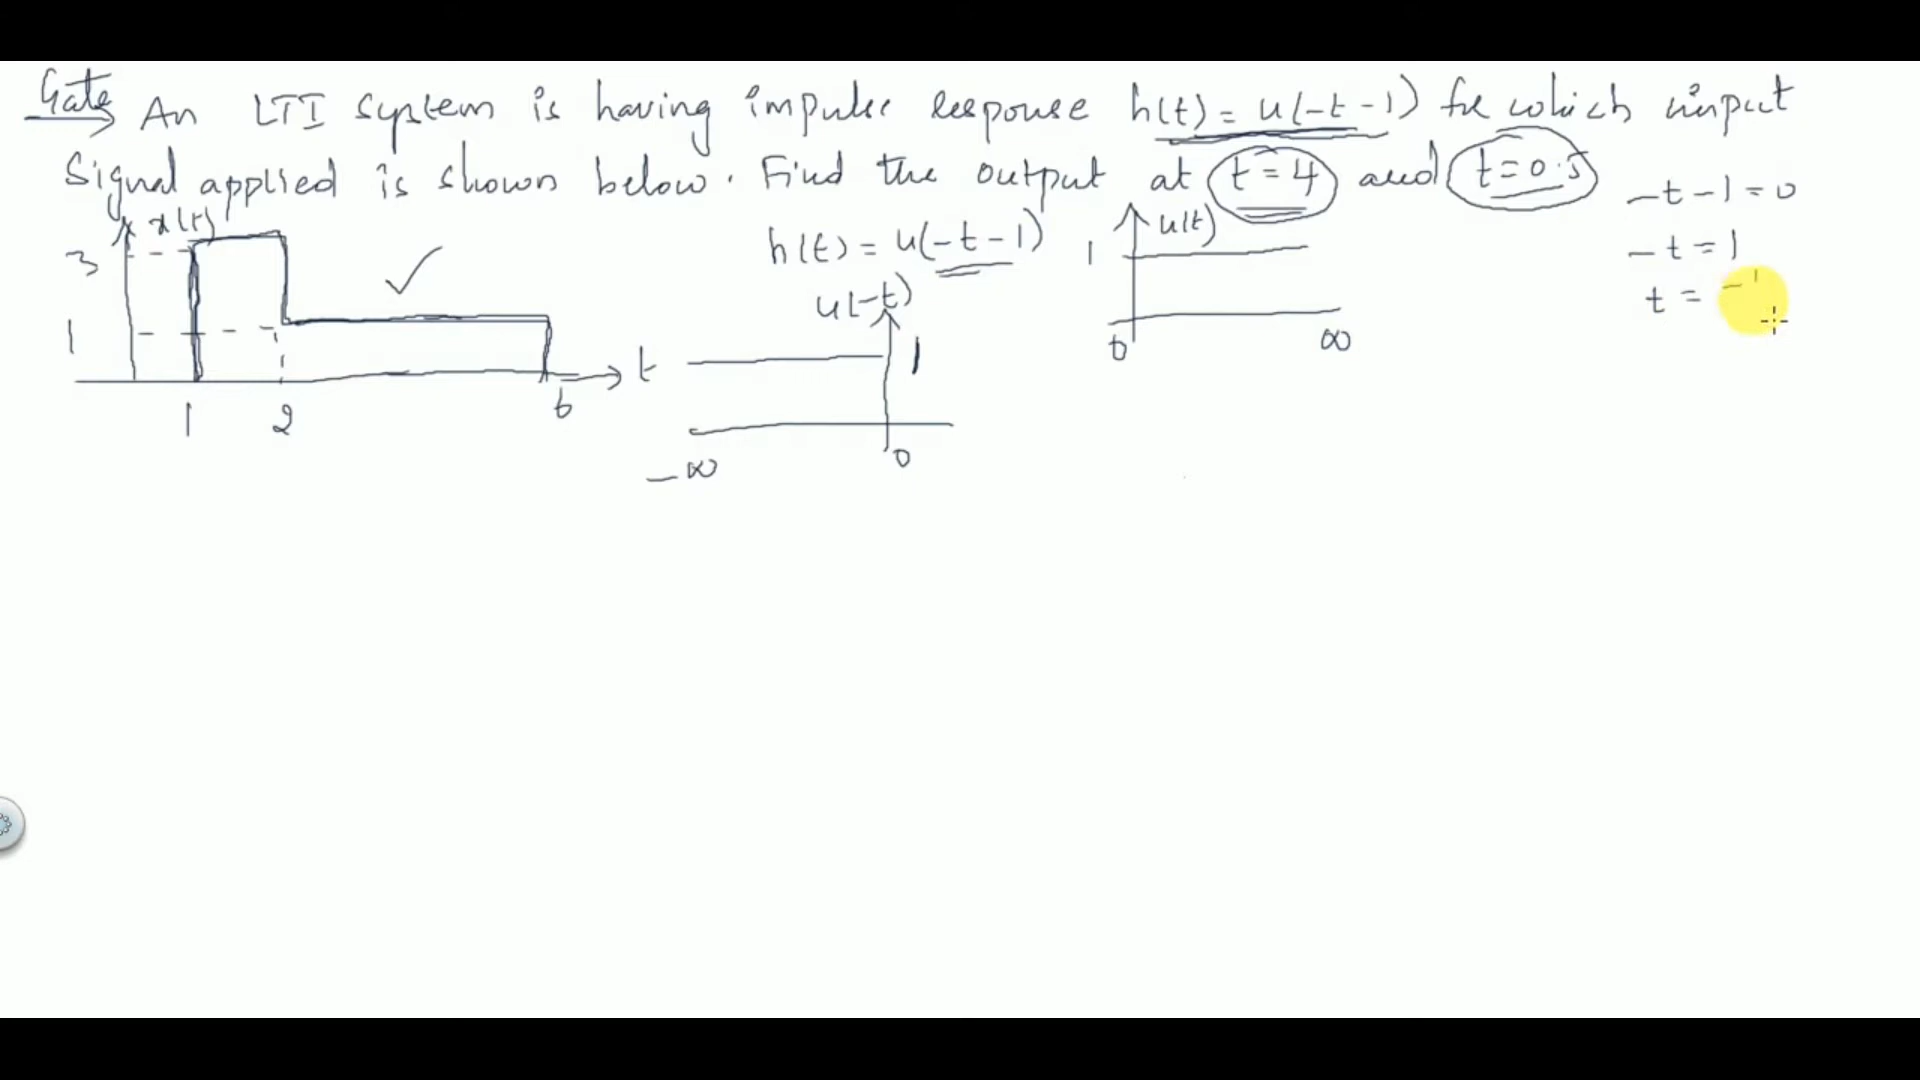 Gate An LTI system is having impulse response h(t) = u(-t-1) for which input
Signal applied is shown below. Find the output at t=4 and t=0.5
x(t)
3
1
1 2 6 t
h(t) = u(-t-1)
u(-t)
1
-∞ 0
u(t)
1
0 ∞
-t-1=0
-t=1
t=-1